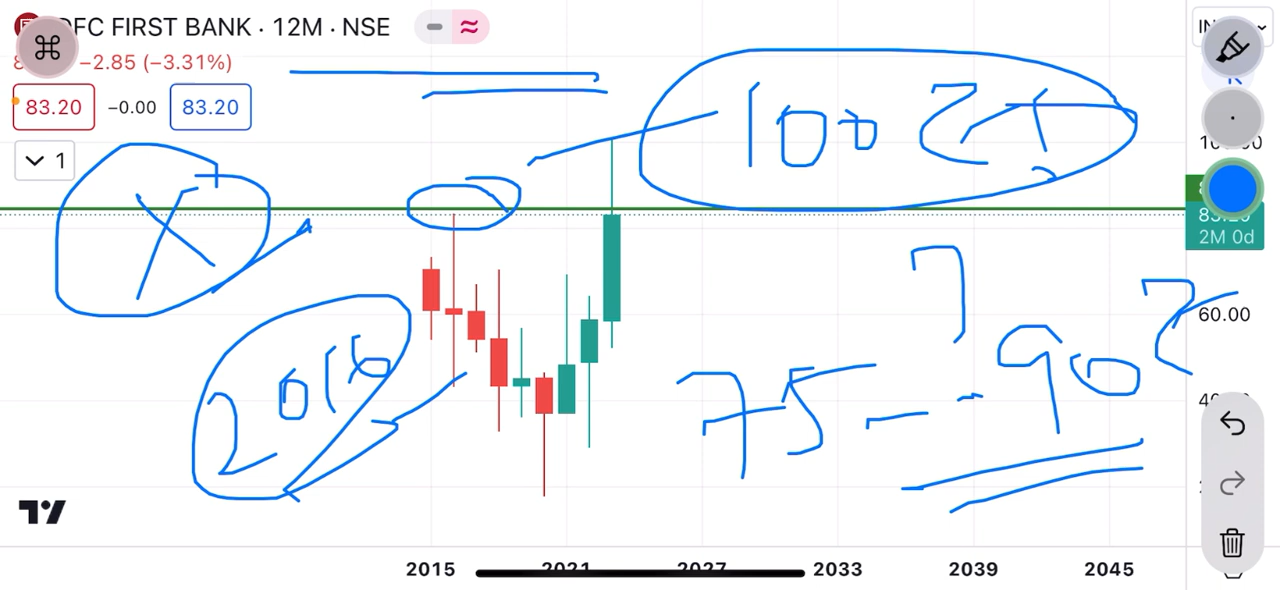 FC FIRST BANK · 12M · NSE
−2.85 (−3.31%)
83.20 −0.00 83.20
1
100 ₹
2016
75 - - 90 ₹
60.00
2M 0d
2015 2021 2027 2033 2039 2045